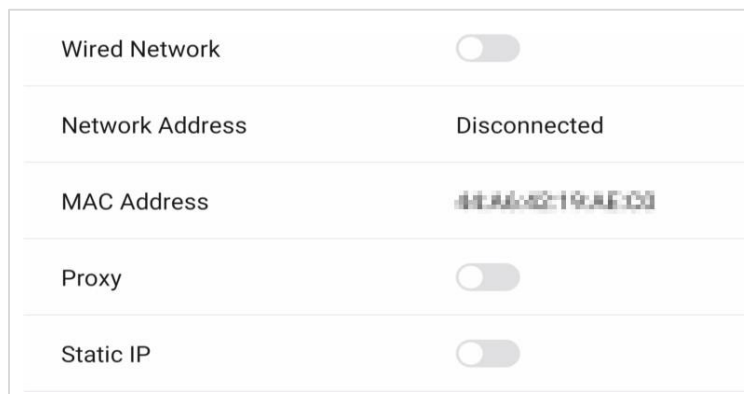 Wired Network
Network Address Disconnected
MAC Address
Proxy
Static IP